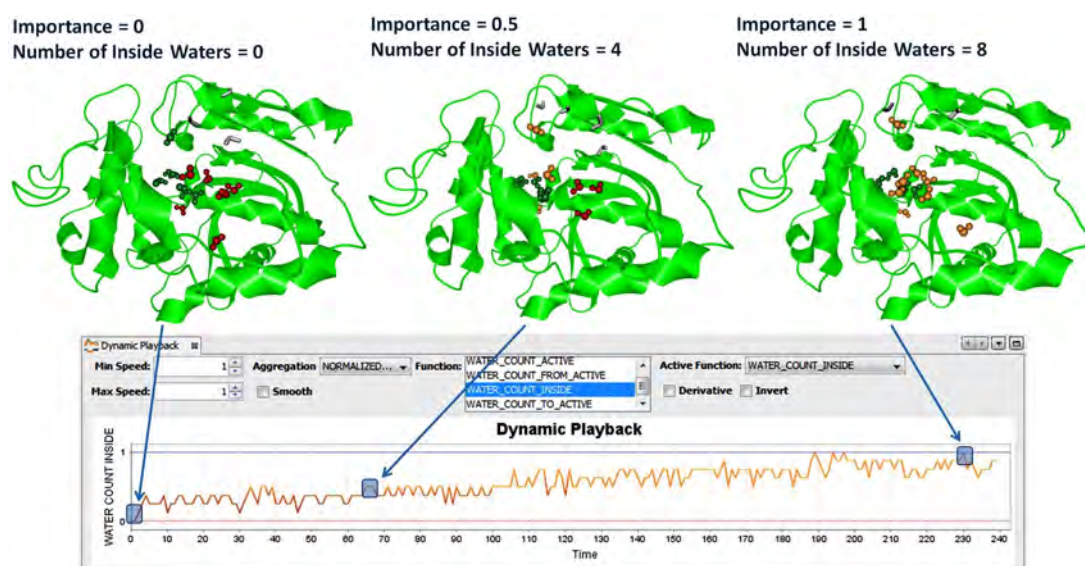 Importance = 0
Number of Inside Waters = 0
Importance = 0.5
Number of Inside Waters = 4
Importance = 1
Number of Inside Waters = 8
Dynamic Playback
Min Speed: 1 Aggregation NORMALIZED... Function: WATER_COUNT_ACTIVE Active Function: WATER_COUNT_INSIDE
WATER_COUNT_FROM_ACTIVE
Max Speed: 1 Smooth WATER_COUNT_INSIDE Derivative Invert
WATER_COUNT_TO_ACTIVE
Dynamic Playback
WATER COUNT INSIDE
1
0
0 10 20 30 40 50 60 70 80 90 100 110 120 130 140 150 160 170 180 190 200 210 220 230 240
Time